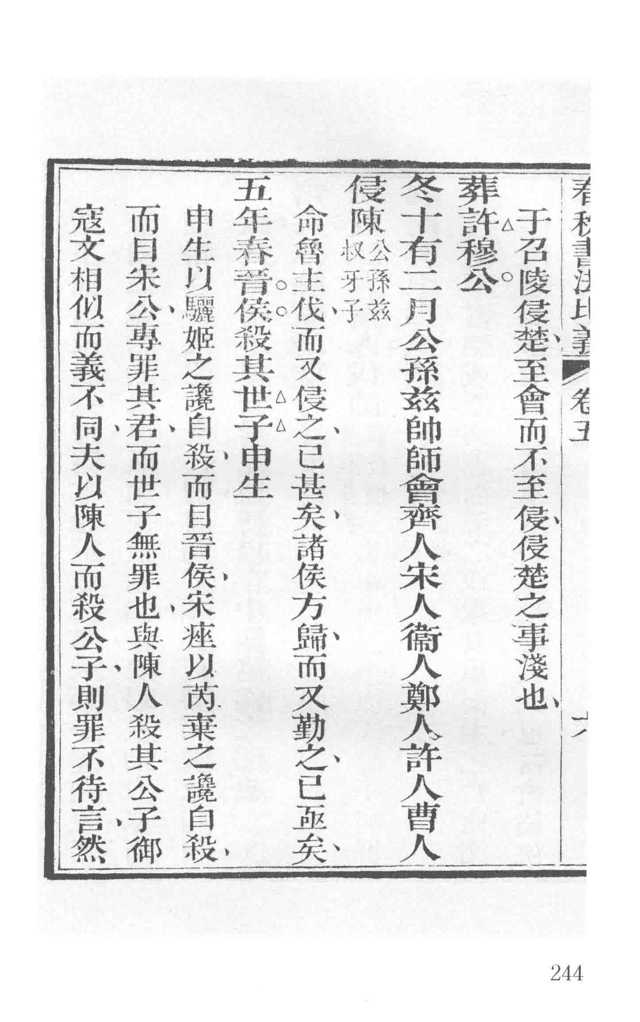 春秋書法比義 卷五 六
于召陵侵楚至會而不至侵侵楚之事淺也
葬許穆公
冬十有二月公孫茲帥師會齊人宋人衞人鄭人許人曹人
侵陳公孫茲叔牙子
命魯主伐而又侵之已甚矣諸侯方歸而又勤之已亟矣
五年春晉侯殺其世子申生
申生以驪姬之讒自殺而目晉侯宋痤以芮棄之讒自殺
而目宋公專罪其君而世子無罪也與陳人殺其公子御
寇文相似而義不同夫以陳人而殺公子則罪不待言然
244